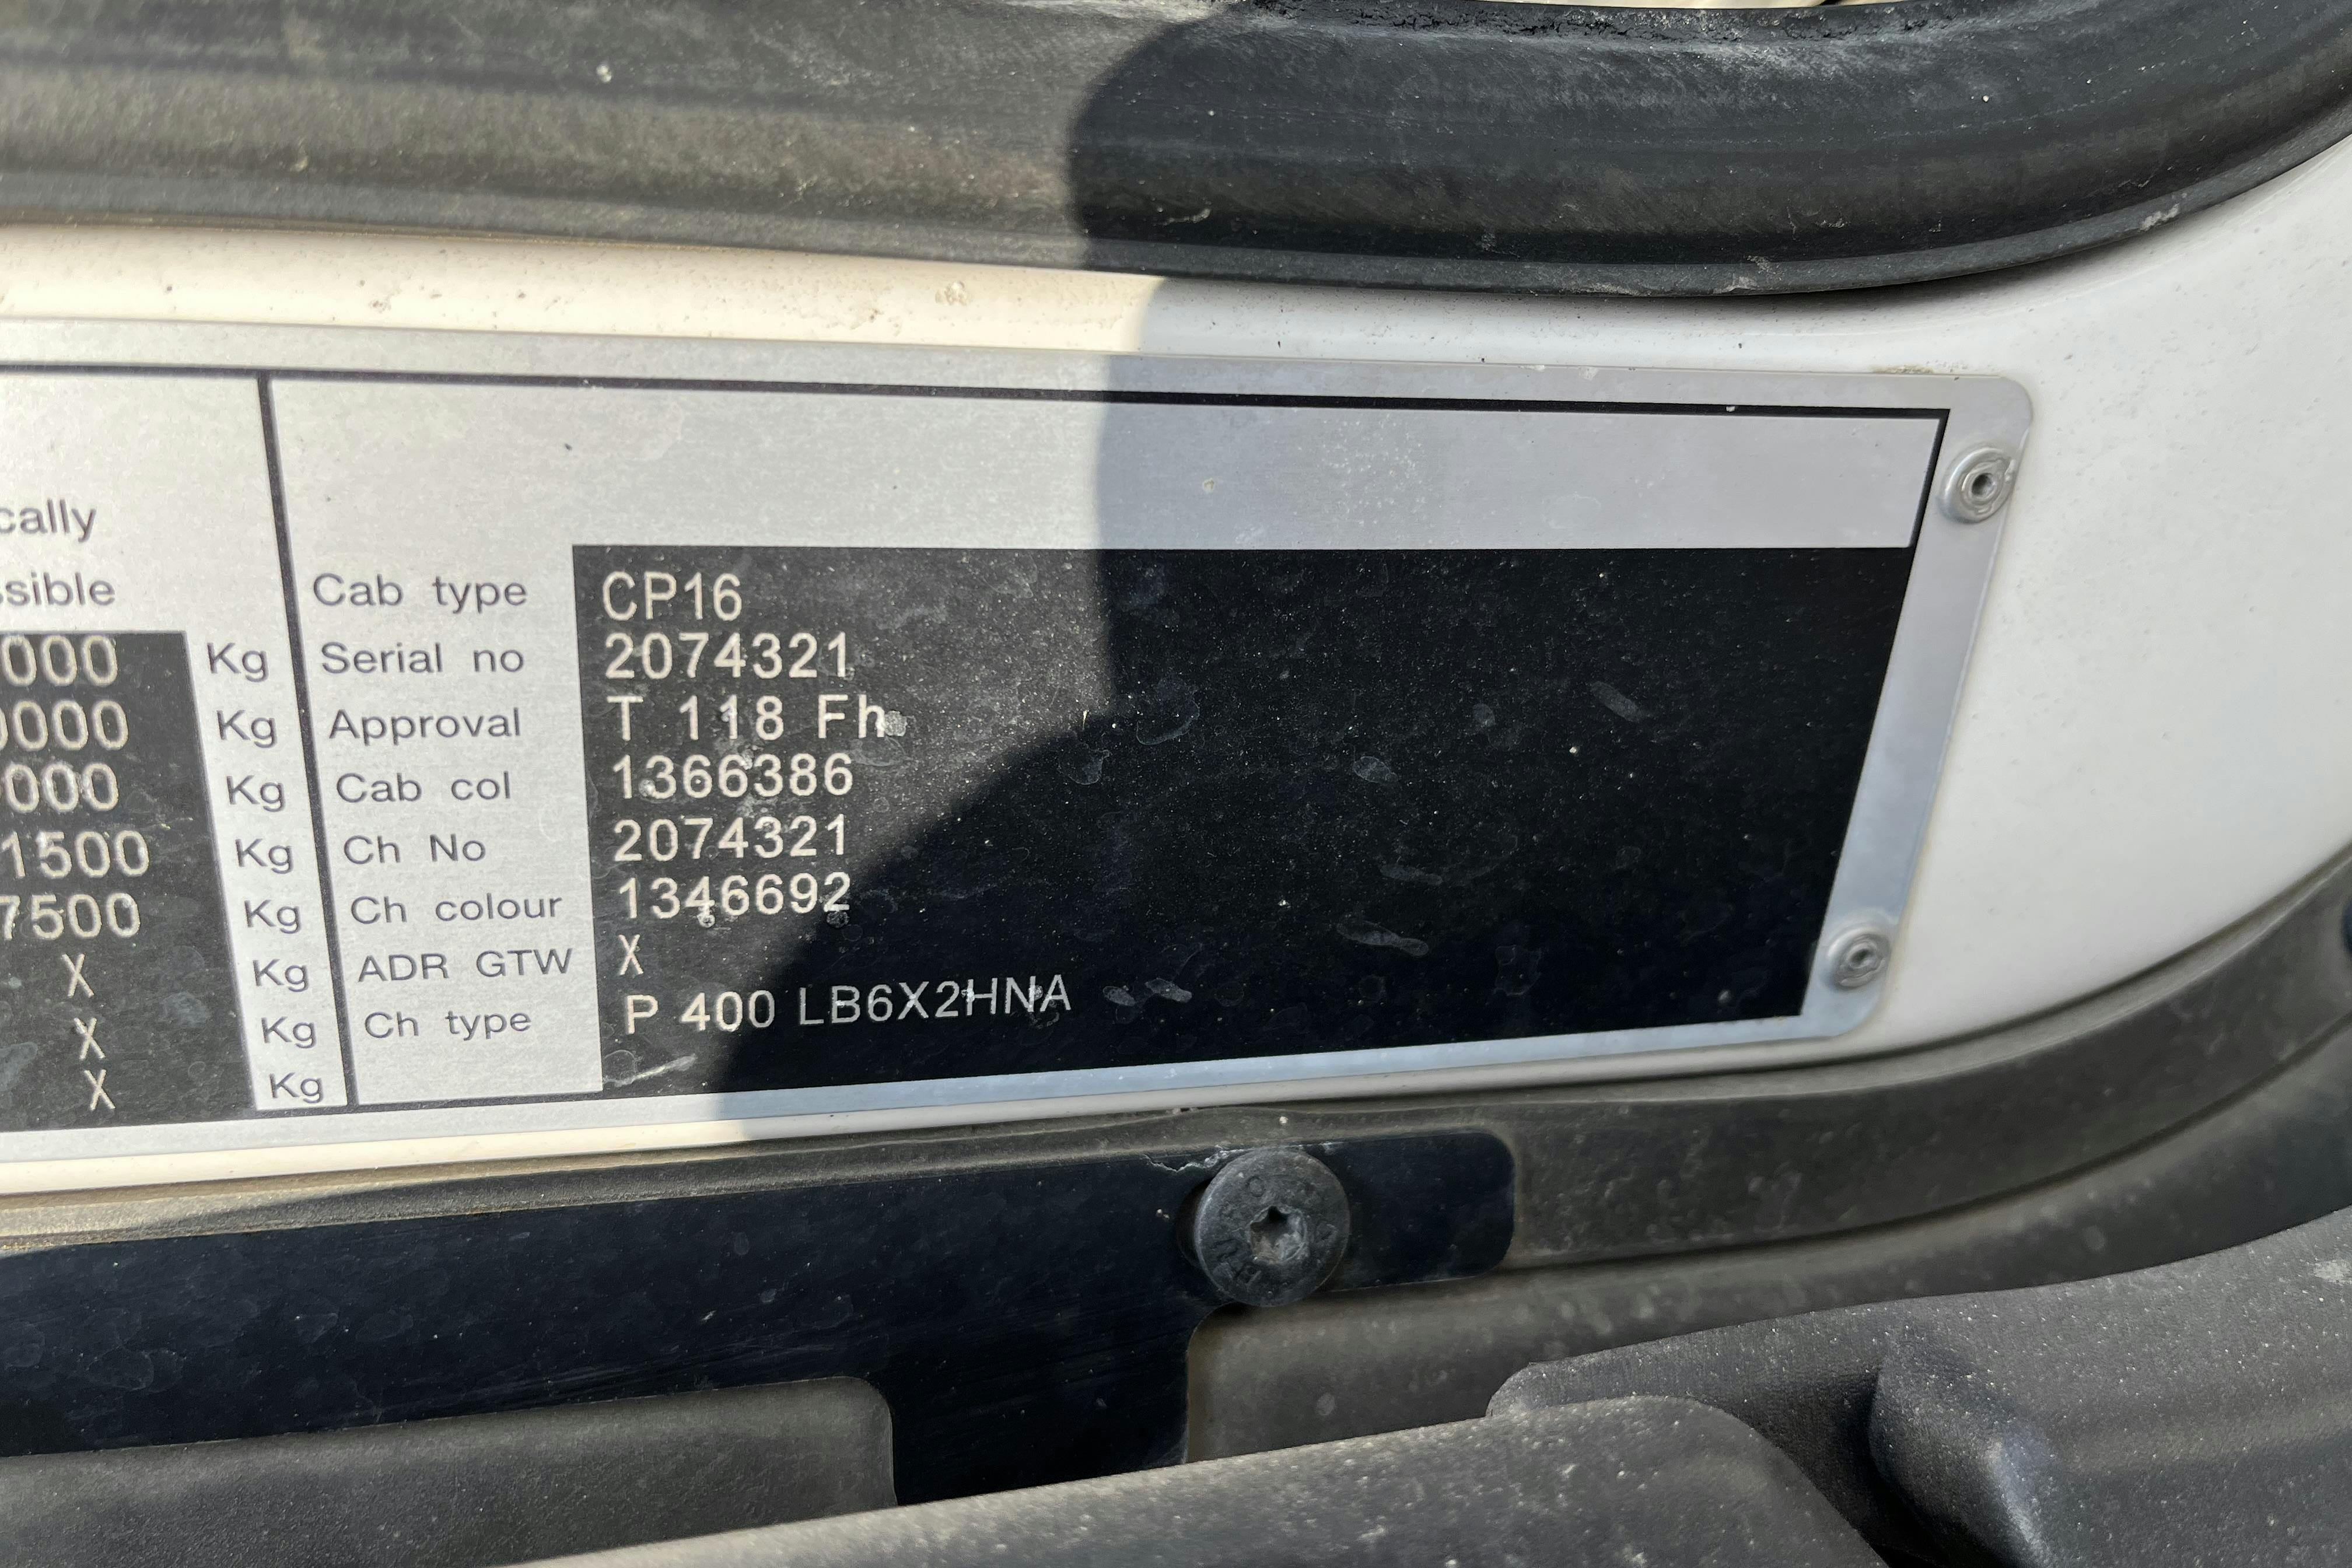 cally
ssible Cab type CP16
000 Kg Serial no 2074321
0000 Kg Approval T 118 Fh
000 Kg Cab col 1366386
1500 Kg Ch No 2074321
7500 Kg Ch colour 1346692
X Kg ADR GTW X
X Kg Ch type P 400 LB6X2HNA
X Kg